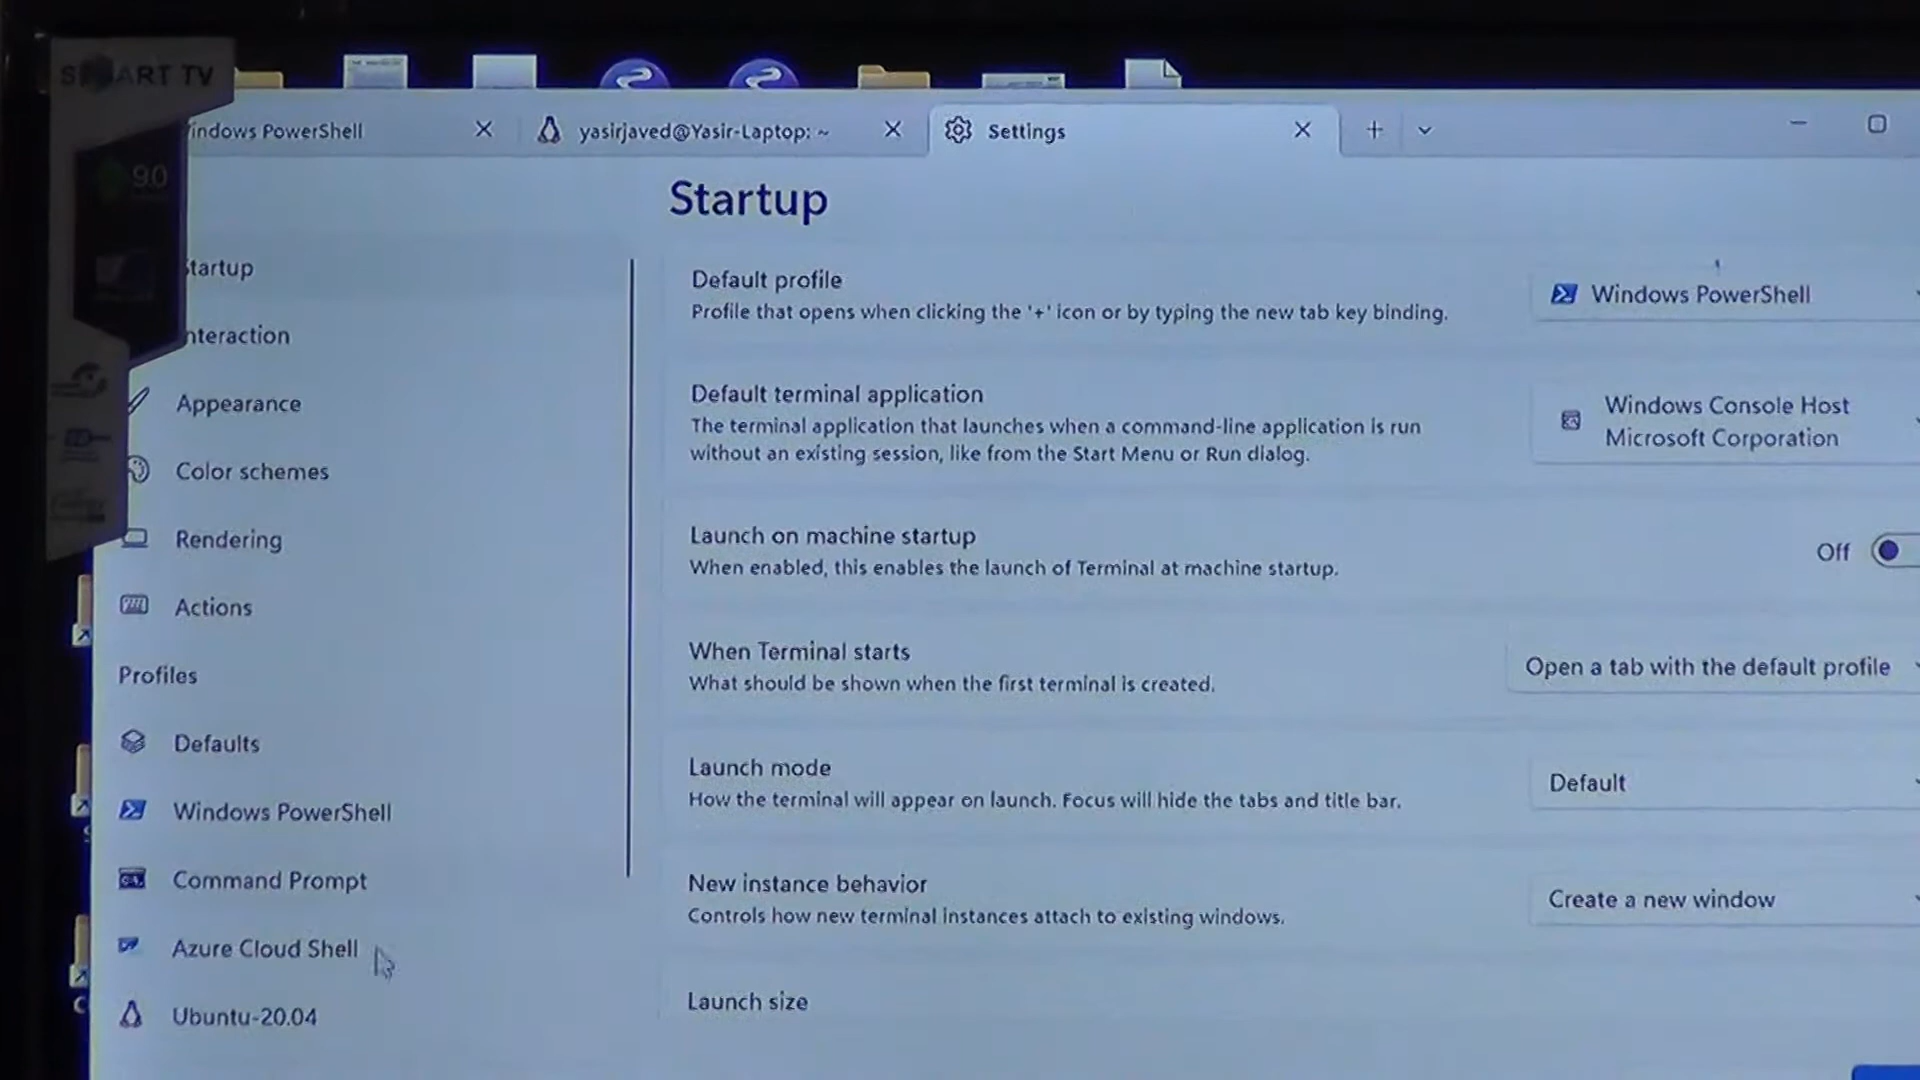 SMART TV
9.0
indows PowerShell
yasirjaved@Yasir-Laptop: ~
Settings
Startup
tartup
nteraction
Appearance
Color schemes
Rendering
Actions
Profiles
Defaults
Windows PowerShell
Command Prompt
Azure Cloud Shell
Ubuntu-20.04
Default profile
Profile that opens when clicking the '+' icon or by typing the new tab key binding.
Windows PowerShell
Default terminal application
The terminal application that launches when a command-line application is run
without an existing session, like from the Start Menu or Run dialog.
Windows Console Host
Microsoft Corporation
Launch on machine startup
When enabled, this enables the launch of Terminal at machine startup.
Off
When Terminal starts
What should be shown when the first terminal is created.
Open a tab with the default profile
Launch mode
How the terminal will appear on launch. Focus will hide the tabs and title bar.
Default
New instance behavior
Controls how new terminal instances attach to existing windows.
Create a new window
Launch size